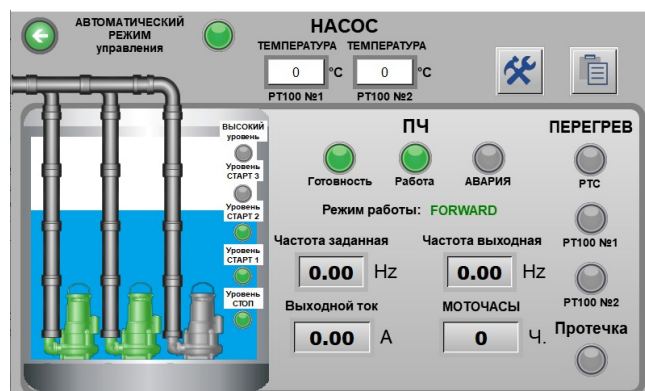 АВТОМАТИЧЕСКИЙ
РЕЖИМ
управления
НАСОС
ТЕМПЕРАТУРА ТЕМПЕРАТУРА
0 °C 0 °C
PT100 №1 PT100 №2
ВЫСОКИЙ
уровень
Уровень
СТАРТ 3
Уровень
СТАРТ 2
Уровень
СТАРТ 1
Уровень
СТОП
ПЧ
Готовность Работа АВАРИЯ
Режим работы: FORWARD
Частота заданная Частота выходная
0.00 Hz 0.00 Hz
Выходной ток МОТОЧАСЫ
0.00 A 0 Ч.
ПЕРЕГРЕВ
PTC
PT100 №1
PT100 №2
Протечка